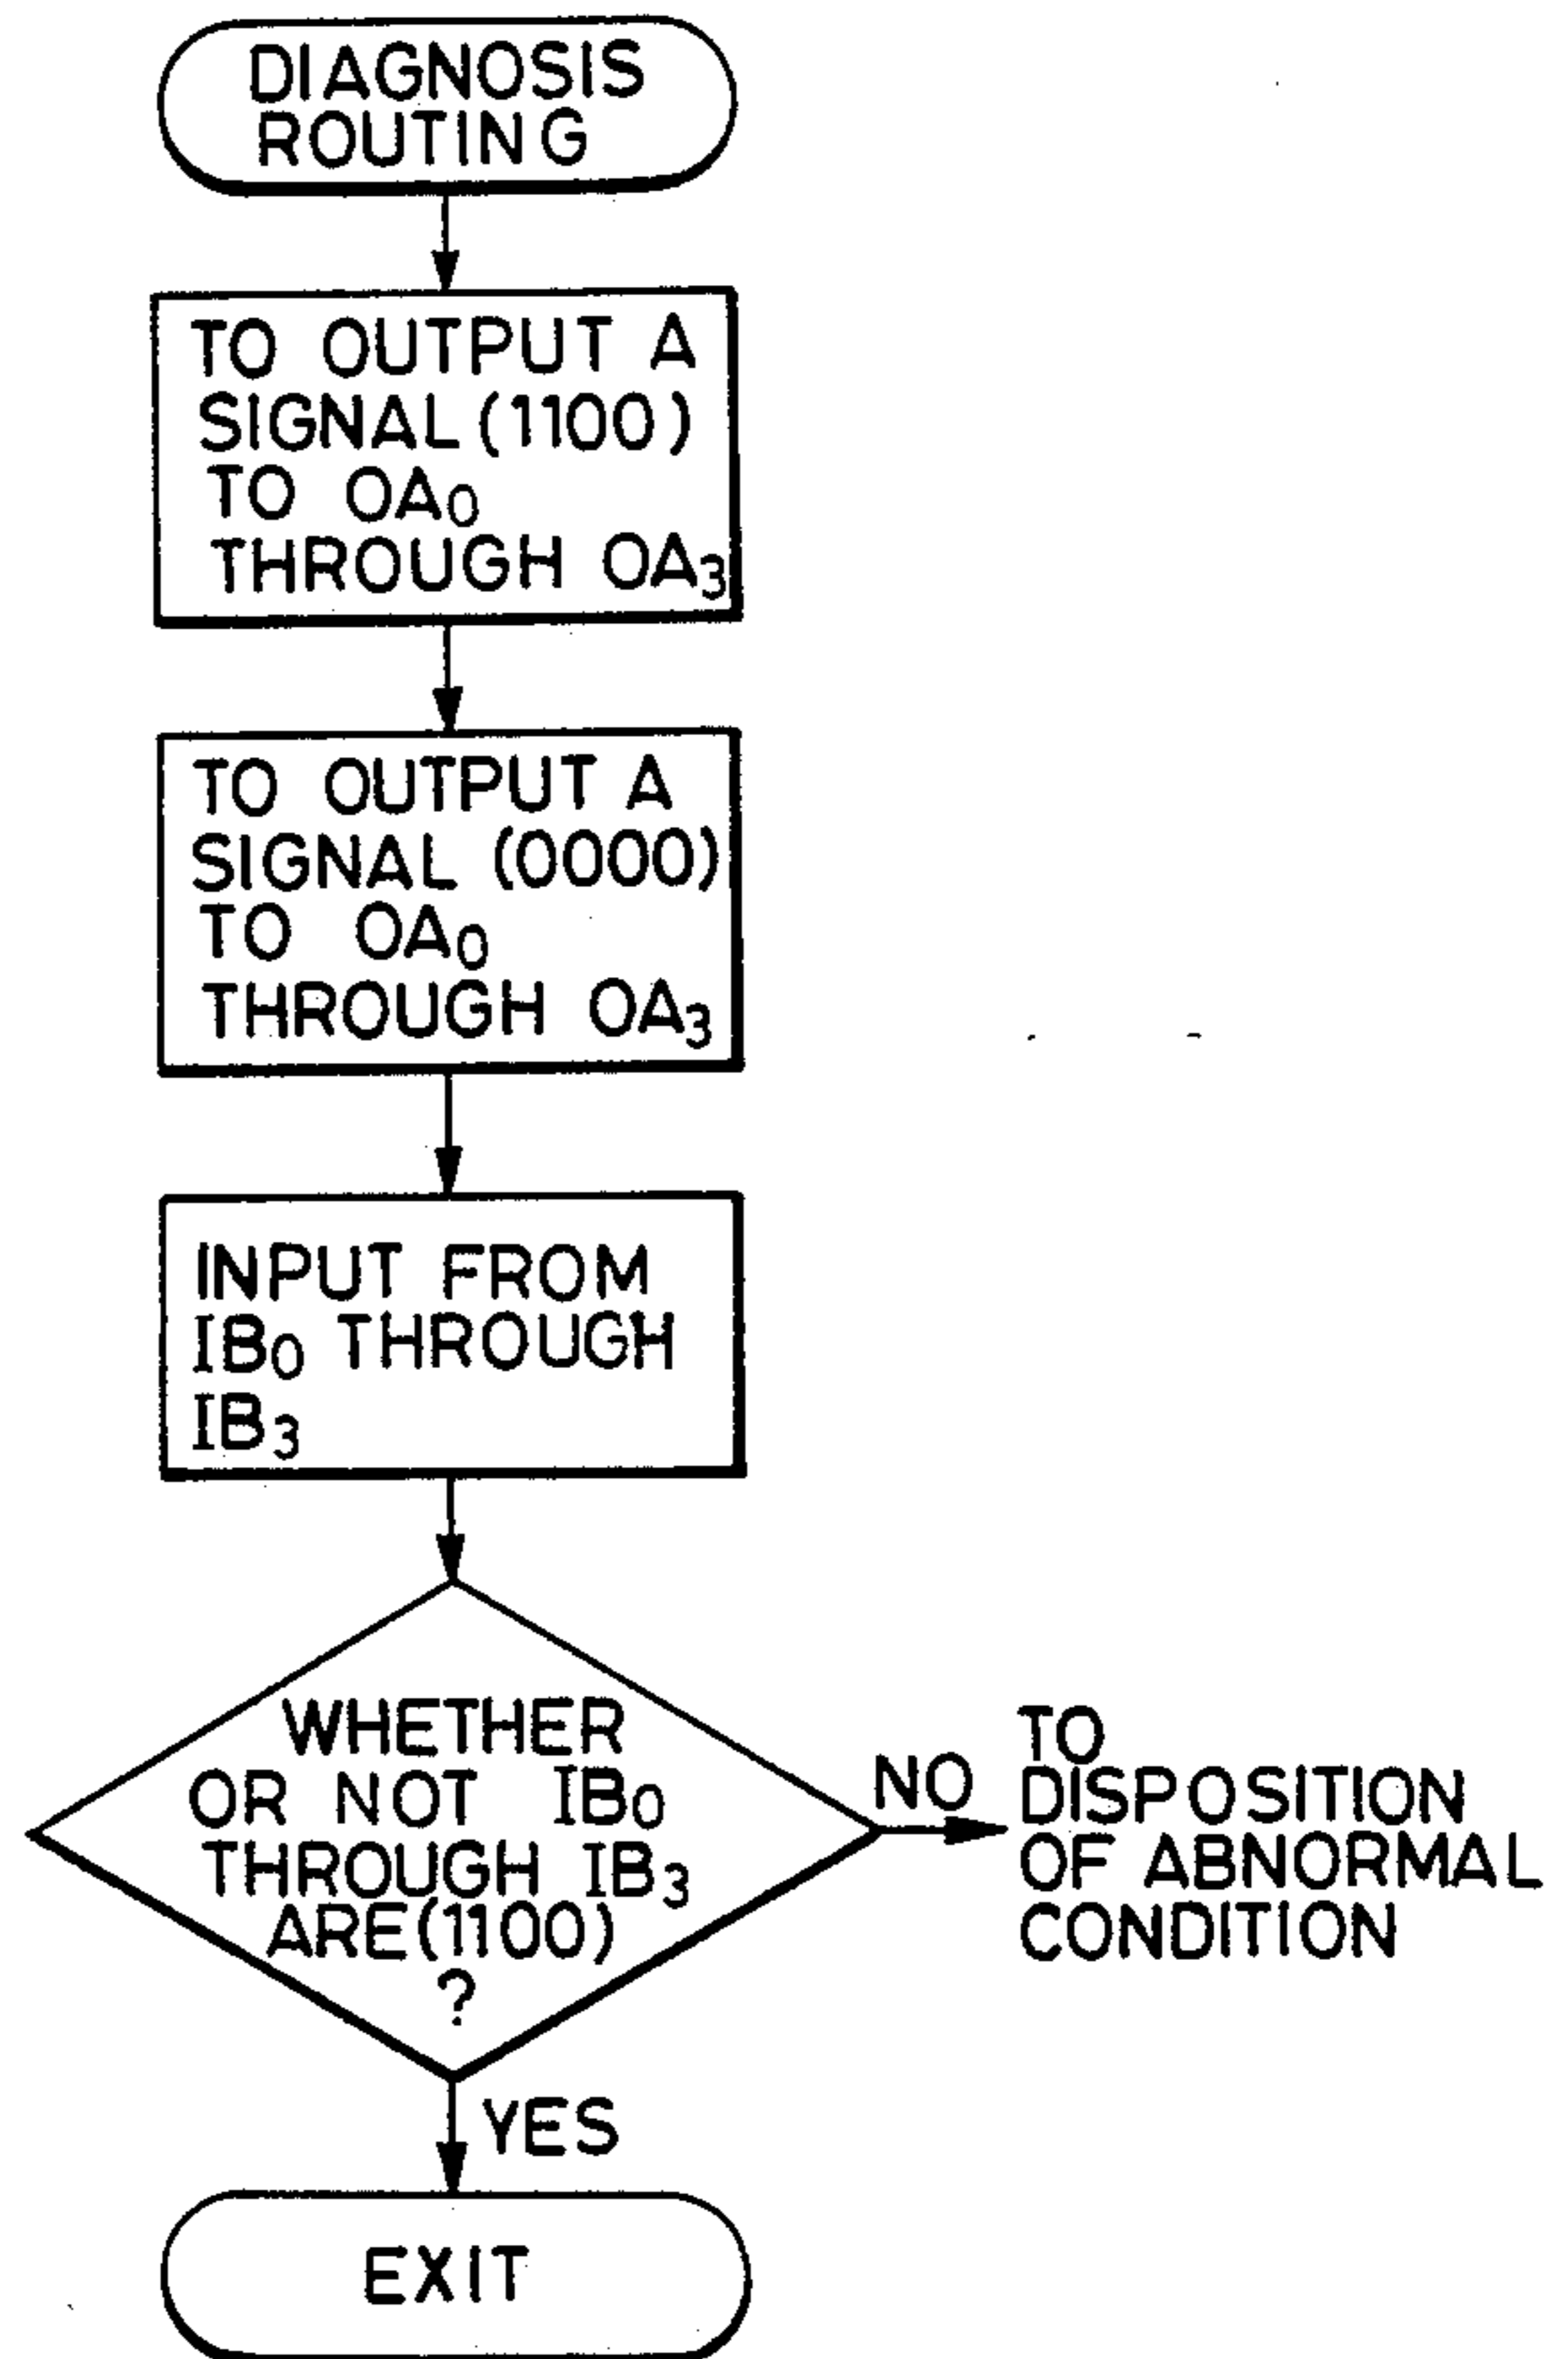 DIAGNOSIS
ROUTING
TO OUTPUT A
SIGNAL (1100)
TO OA₀
THROUGH OA₃
TO OUTPUT A
SIGNAL (0000)
TO OA₀
THROUGH OA₃
INPUT FROM
IB₀ THROUGH
IB₃
WHETHER
OR NOT IB₀
THROUGH IB₃
ARE (1100)
?
NO
TO
DISPOSITION
OF ABNORMAL
CONDITION
YES
EXIT